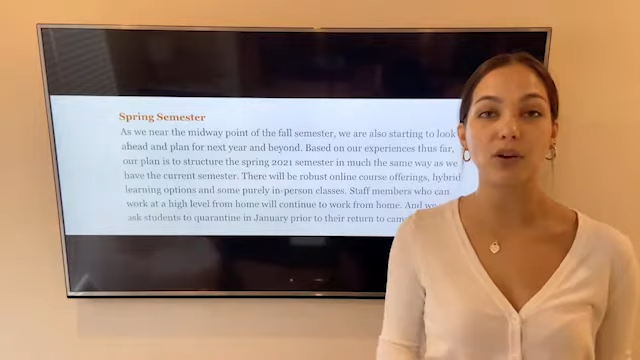 Spring Semester
As we near the midway point of the fall semester, we are also starting to look
ahead and plan for next year and beyond. Based on our experiences thus far,
our plan is to structure the spring 2021 semester in much the same way as we
have the current semester. There will be robust online course offerings, hybrid
learning options and some purely in-person classes. Staff members who can
work at a high level from home will continue to work from home. And we
ask students to quarantine in January prior to their return to